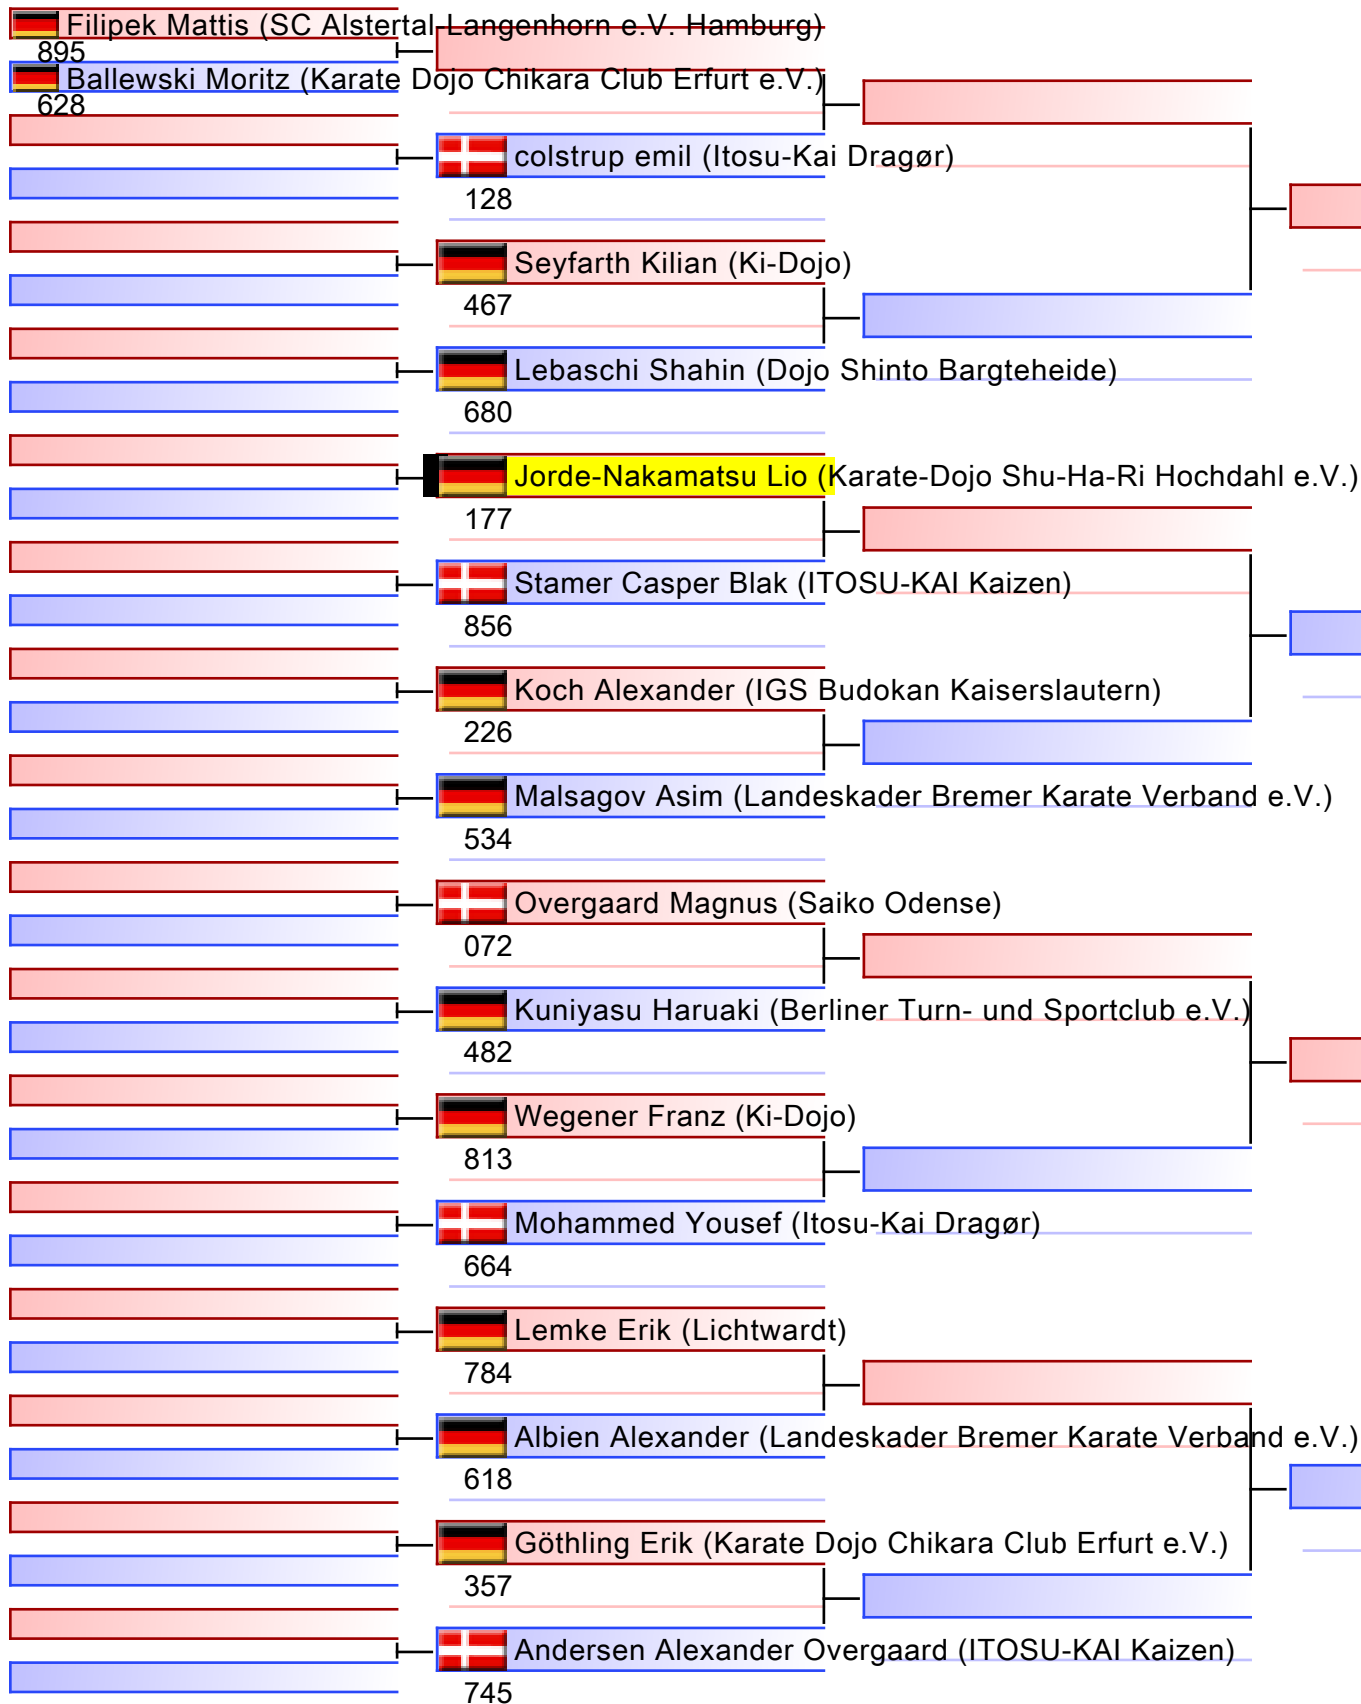 Filipek Mattis (SC Alstertal-Langenhorn e.V. Hamburg)
895
Ballewski Moritz (Karate Dojo Chikara Club Erfurt e.V.)
628
colstrup emil (Itosu-Kai Dragør)
128
Seyfarth Kilian (Ki-Dojo)
467
Lebaschi Shahin (Dojo Shinto Bargteheide)
680
Jorde-Nakamatsu Lio (Karate-Dojo Shu-Ha-Ri Hochdahl e.V.)
177
Stamer Casper Blak (ITOSU-KAI Kaizen)
856
Koch Alexander (IGS Budokan Kaiserslautern)
226
Malsagov Asim (Landeskader Bremer Karate Verband e.V.)
534
Overgaard Magnus (Saiko Odense)
072
Kuniyasu Haruaki (Berliner Turn- und Sportclub e.V.)
482
Wegener Franz (Ki-Dojo)
813
Mohammed Yousef (Itosu-Kai Dragør)
664
Lemke Erik (Lichtwardt)
784
Albien Alexander (Landeskader Bremer Karate Verband e.V.)
618
Göthling Erik (Karate Dojo Chikara Club Erfurt e.V.)
357
Andersen Alexander Overgaard (ITOSU-KAI Kaizen)
745